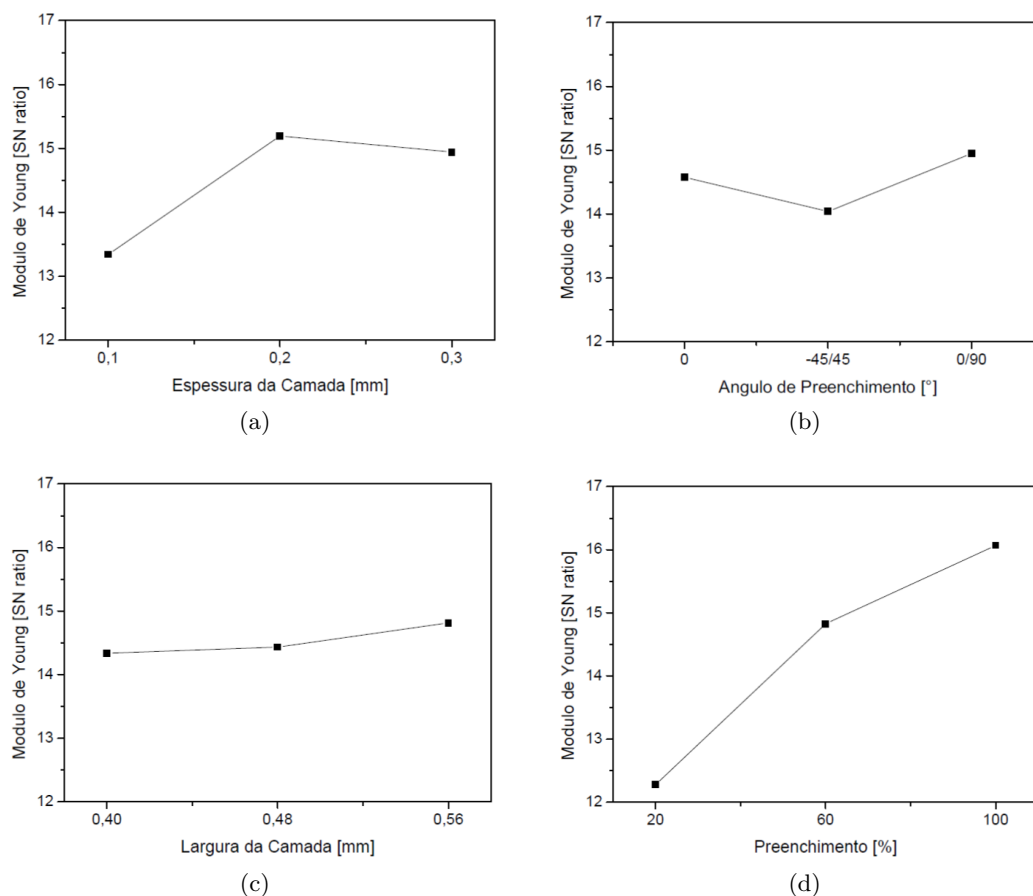 17
16
15
14
13
12
Modulo de Young [SN ratio]
0,1 0,2 0,3
Espessura da Camada [mm]
(a)
17
16
15
14
13
12
Modulo de Young [SN ratio]
0 -45/45 0/90
Angulo de Preenchimento [°]
(b)
17
16
15
14
13
12
Modulo de Young [SN ratio]
0,40 0,48 0,56
Largura da Camada [mm]
(c)
17
16
15
14
13
12
Modulo de Young [SN ratio]
20 60 100
Preenchimento [%]
(d)